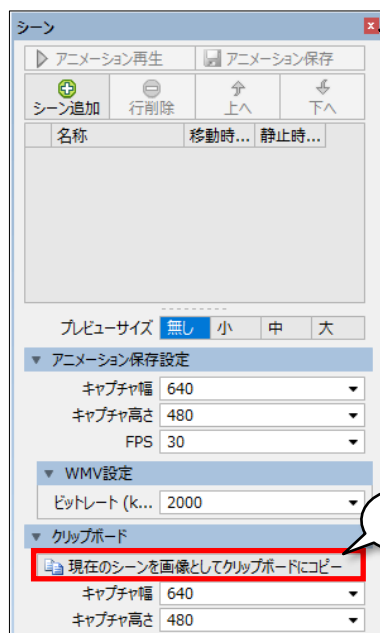 シーン
アニメーション再生 アニメーション保存
シーン追加 行削除 上へ 下へ
名称 移動時... 静止時...
プレビューサイズ 無し 小 中 大
アニメーション保存設定
キャプチャ幅 640
キャプチャ高さ 480
FPS 30
WMV設定
ビットレート (k... 2000
クリップボード
現在のシーンを画像としてクリップボードにコピー
キャプチャ幅 640
キャプチャ高さ 480